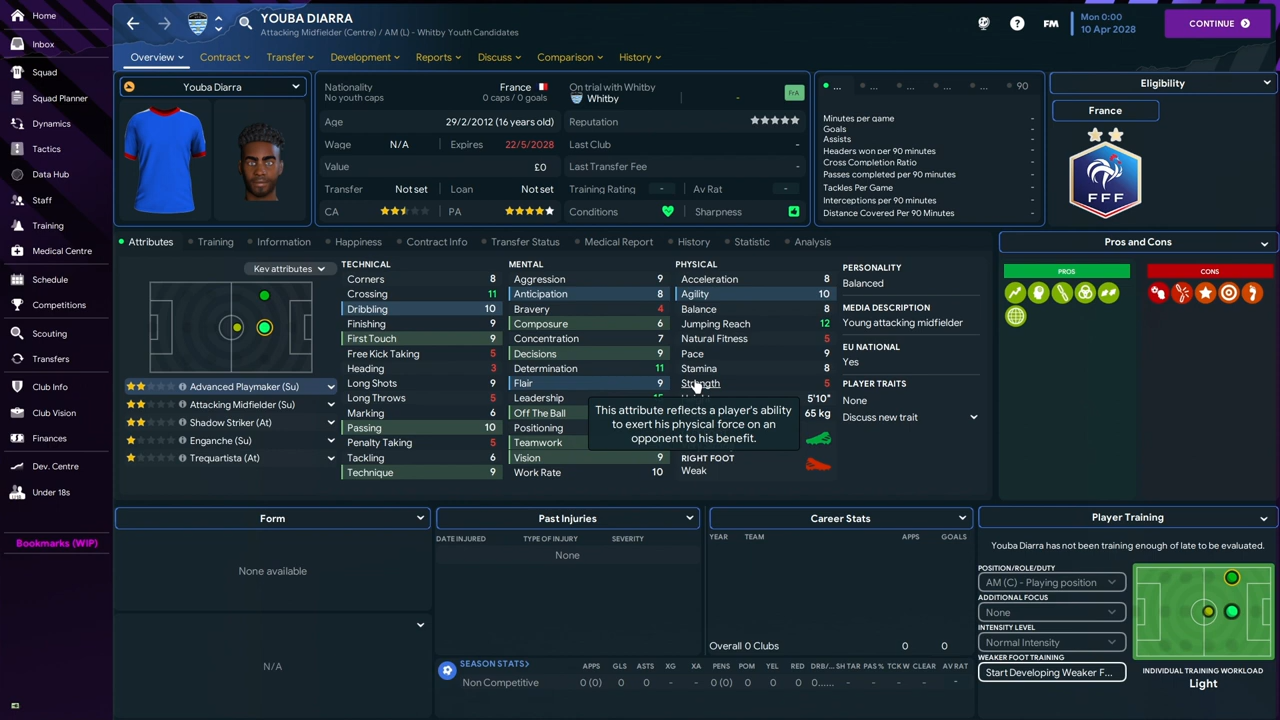 Home
Inbox
Squad
Squad Planner
Dynamics
Tactics
Data Hub
Staff
Training
Medical Centre
Schedule
Competitions
Scouting
Transfers
Club Info
Club Vision
Finances
Dev. Centre
Under 18s
Bookmarks (WIP)
YOUBA DIARRA
Attacking Midfielder (Centre) / AM (L) - Whitby Youth Candidates
FM
Mon 0:00
10 Apr 2028
CONTINUE
Overview
Contract
Transfer
Development
Reports
Discuss
Comparison
History
Youba Diarra
Nationality France
No youth caps 0 caps / 0 goals
Age 29/2/2012 (16 years old)
Wage N/A Expires 22/5/2028
Value £0
Transfer Not set Loan Not set
CA PA
On trial with Whitby
Whitby - FrA
Reputation
Last Club -
Last Transfer Fee -
Training Rating - Av Rat -
Conditions Sharpness
... ... ... ... ... 90
Minutes per game -
Goals -
Assists -
Headers won per 90 minutes -
Cross Completion Ratio -
Passes completed per 90 minutes -
Tackles Per Game -
Interceptions per 90 minutes -
Distance Covered Per 90 Minutes -
Eligibility
France
FFF
Attributes
Training
Information
Happiness
Contract Info
Transfer Status
Medical Report
History
Statistic
Analysis
Key attributes
Advanced Playmaker (Su)
Attacking Midfielder (Su)
Shadow Striker (At)
Enganche (Su)
Trequartista (At)
TECHNICAL
Corners 8
Crossing 11
Dribbling 10
Finishing 9
First Touch 9
Free Kick Taking 5
Heading 3
Long Shots 9
Long Throws 5
Marking 6
Passing 10
Penalty Taking 5
Tackling 6
Technique 9
MENTAL
Aggression 9
Anticipation 8
Bravery 4
Composure 6
Concentration 7
Decisions 9
Determination 11
Flair 9
Leadership
Off The Ball
Positioning
Teamwork
Vision 9
Work Rate 10
PHYSICAL
Acceleration 8
Agility 10
Balance 8
Jumping Reach 12
Natural Fitness 5
Pace 9
Stamina 8
Strength 5
5'10"
65 kg
This attribute reflects a player's ability
to exert his physical force on an
opponent to his benefit.
RIGHT FOOT
Weak
PERSONALITY
Balanced
MEDIA DESCRIPTION
Young attacking midfielder
EU NATIONAL
Yes
PLAYER TRAITS
None
Discuss new trait
Pros and Cons
PROS
CONS
Form
None available
N/A
Past Injuries
DATE INJURED TYPE OF INJURY SEVERITY
None
Career Stats
YEAR TEAM APPS GOALS
Overall 0 Clubs 0 0
SEASON STATS> APPS GLS ASTS XG XA PENS POM YEL RED DRB/... SH TAR PAS % TCK W CLEAR AV RAT
Non Competitive 0 (0) 0 0 - - 0 (0) 0 0 0 0...... - - - - -
Player Training
Youba Diarra has not been training enough of late to be evaluated.
POSITION/ROLE/DUTY
AM (C) - Playing position
ADDITIONAL FOCUS
None
INTENSITY LEVEL
Normal Intensity
WEAKER FOOT TRAINING
Start Developing Weaker F...
INDIVIDUAL TRAINING WORKLOAD
Light